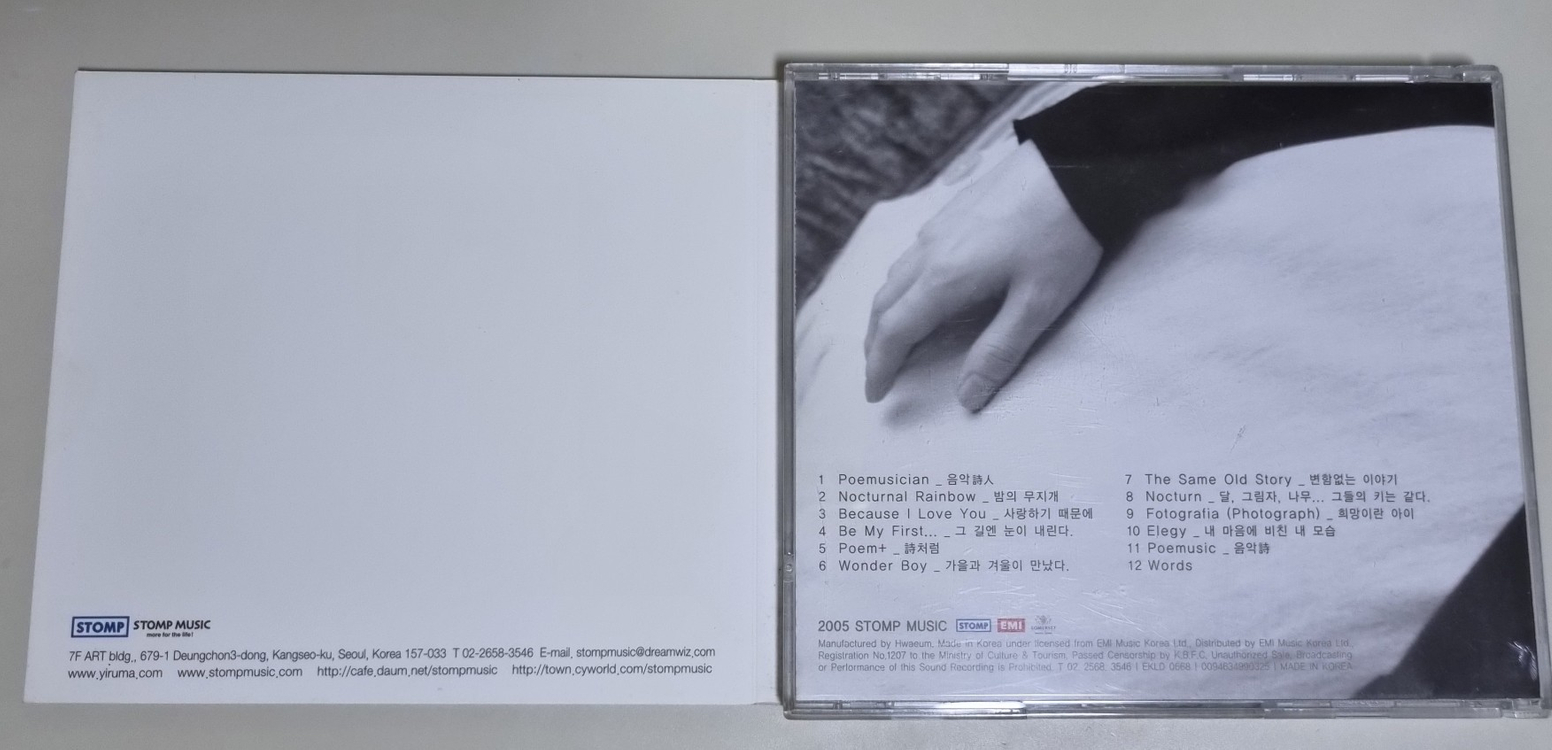 STOMP STOMP MUSIC
more for the life!
7F ART bldg., 679-1 Deungchon3-dong, Kangseo-ku, Seoul, Korea 157-033 T 02-2658-3546 E-mail. stompmusic@dreamwiz.com
www.yiruma.com www.stompmusic.com http://cafe.daum.net/stompmusic http://town.cyworld.com/stompmusic
1 Poemusician _ 음악詩人
2 Nocturnal Rainbow _ 밤의 무지개
3 Because I Love You _ 사랑하기 때문에
4 Be My First... _ 그 길엔 눈이 내린다.
5 Poem+ _ 詩처럼
6 Wonder Boy _ 가을과 겨울이 만났다.
7 The Same Old Story _ 변함없는 이야기
8 Nocturn _ 달, 그림자, 나무... 그들의 키는 같다.
9 Fotografia (Photograph) _ 희망이란 아이
10 Elegy _ 내 마음에 비친 내 모습
11 Poemusic _ 음악詩
12 Words
2005 STOMP MUSIC STOMP EMI
Manufactured by Hwaeum, Made in Korea under licensed from EMI Music Korea Ltd., Distributed by EMI Music Korea Ltd.,
Registration No.1207 to the Ministry of Culture & Tourism. Passed Censorship by K.B.F.C, Unauthorized Sale, Broadcasting
or Performance of this Sound Recording is Prohibited. T 02. 2568. 3546 | EKLD 0668 | MADE IN KOREA